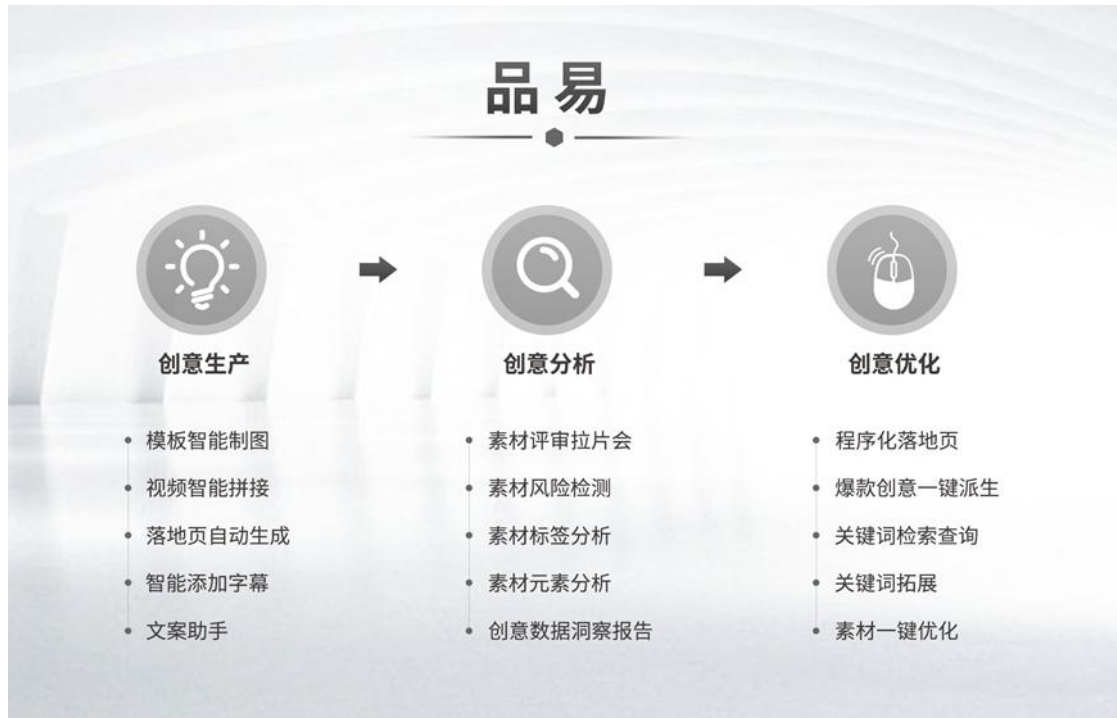 品易
创意生产
模板智能制图
视频智能拼接
落地页自动生成
智能添加字幕
文案助手
创意分析
素材评审拉片会
素材风险检测
素材标签分析
素材元素分析
创意数据洞察报告
创意优化
程序化落地页
爆款创意一键派生
关键词检索查询
关键词拓展
素材一键优化